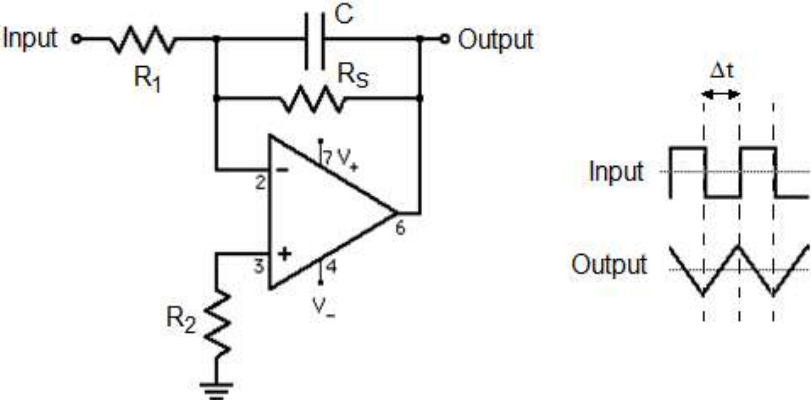 Input
R1
C
RS
Output
7 V+
2
-
3
+
4
6
V-
R2
Δt
Input
Output